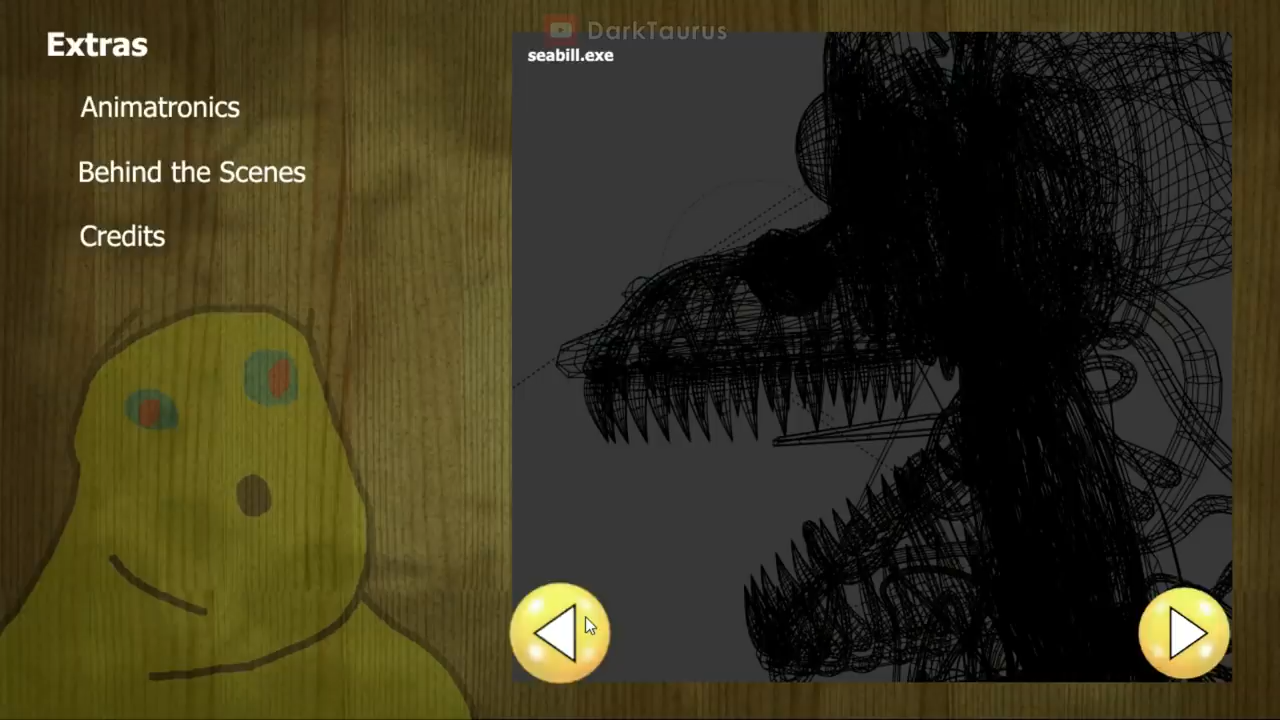 DarkTaurus
Extras
seabill.exe
Animatronics
Behind the Scenes
Credits